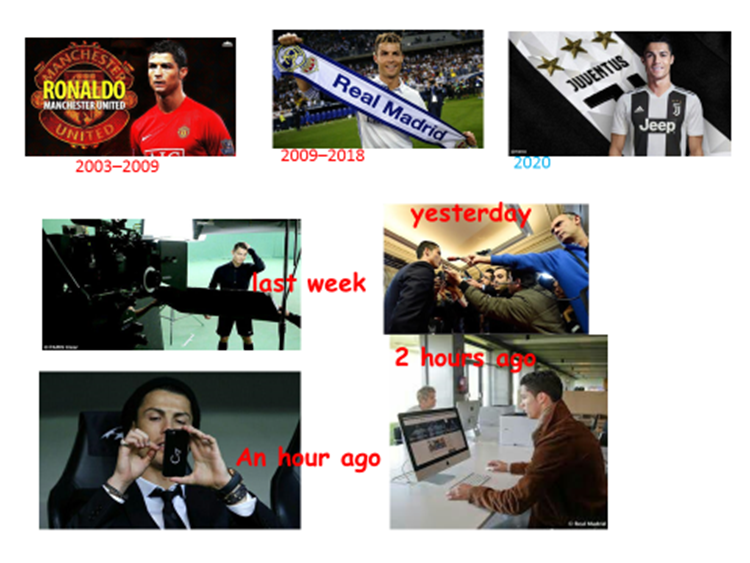 MANCHESTER
RONALDO
MANCHESTER UNITED
UNITED
2003–2009
Real Madrid
2009–2018
JUVENTUS
Jeep
2020
last week
yesterday
2 hours ago
© Real Madrid
An hour ago